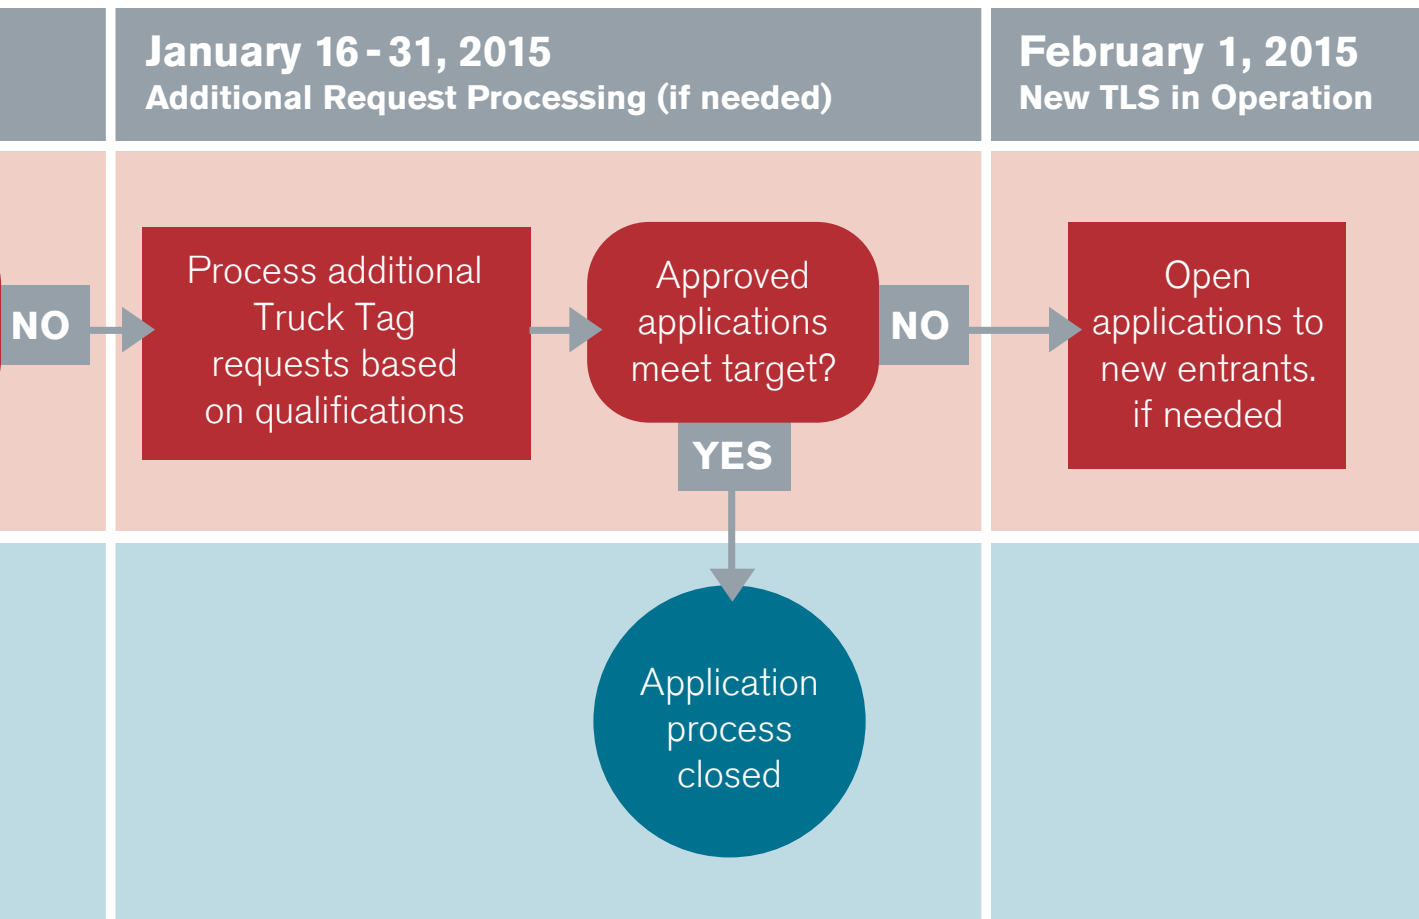 January 16-31, 2015
Additional Request Processing (if needed)
February 1, 2015
New TLS in Operation
NO
Process additional
Truck Tag
requests based
on qualifications
Approved
applications
meet target?
NO
Open
applications to
new entrants.
if needed
YES
Application
process
closed